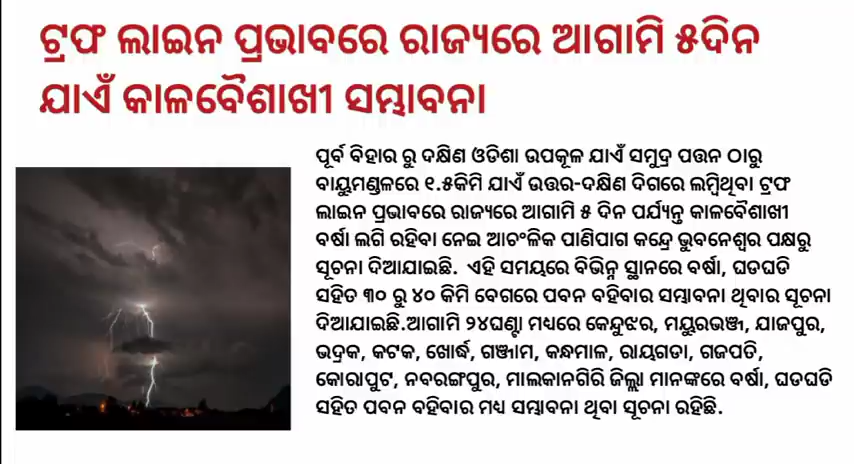 ଟ୍ରଫ ଲାଇନ ପ୍ରଭାବରେ ରାଜ୍ୟରେ ଆଗାମି ୫ଦିନ
ଯାଏଁ କାଳବୈଶାଖୀ ସମ୍ଭାବନା
ପୂର୍ବ ବିହାର ରୁ ଦକ୍ଷିଣ ଓଡିଶା ଉପକୂଳ ଯାଏଁ ସମୁଦ୍ର ପତ୍ତନ ଠାରୁ
ବାୟୁମଣ୍ଡଳରେ ୧.୫କିମି ଯାଏଁ ଉତ୍ତର-ଦକ୍ଷିଣ ଦିଗରେ ଲମ୍ବିଥିବା ଟ୍ରଫ
ଲାଇନ ପ୍ରଭାବରେ ରାଜ୍ୟରେ ଆଗାମି ୫ ଦିନ ପର୍ଯ୍ୟନ୍ତ କାଳବୈଶାଖୀ
ବର୍ଷା ଲଗି ରହିବା ନେଇ ଆଚଂଳିକ ପାଣିପାଗ କନ୍ଦ୍ରେ ଭୁବନେଶ୍ୱର ପକ୍ଷରୁ
ସୂଚନା ଦିଆଯାଇଛି. ଏହି ସମୟରେ ବିଭିନ୍ନ ସ୍ଥାନରେ ବର୍ଷା, ଘଡଘଡି
ସହିତ ୩୦ ରୁ ୪୦ କିମି ବେଗରେ ପବନ ବହିବାର ସମ୍ଭାବନା ଥିବାର ସୂଚନା
ଦିଆଯାଇଛି.ଆଗାମି ୨୪ଘଣ୍ଟା ମଧ୍ୟରେ କେନ୍ଦୁଝର, ମୟୁରଭଞ୍ଜ, ଯାଜପୁର,
ଭଦ୍ରକ, କଟକ, ଖୋର୍ଦ୍ଧ, ଗଞ୍ଜାମ, କନ୍ଧମାଳ, ରାୟଗଡା, ଗଜପତି,
କୋରାପୁଟ, ନବରଙ୍ଗପୁର, ମାଲକାନଗିରି ଜିଲ୍ଲା ମାନଙ୍କରେ ବର୍ଷା, ଘଡଘଡି
ସହିତ ପବନ ବହିବାର ମଧ୍ୟ ସମ୍ଭାବନା ଥିବା ସୂଚନା ରହିଛି.